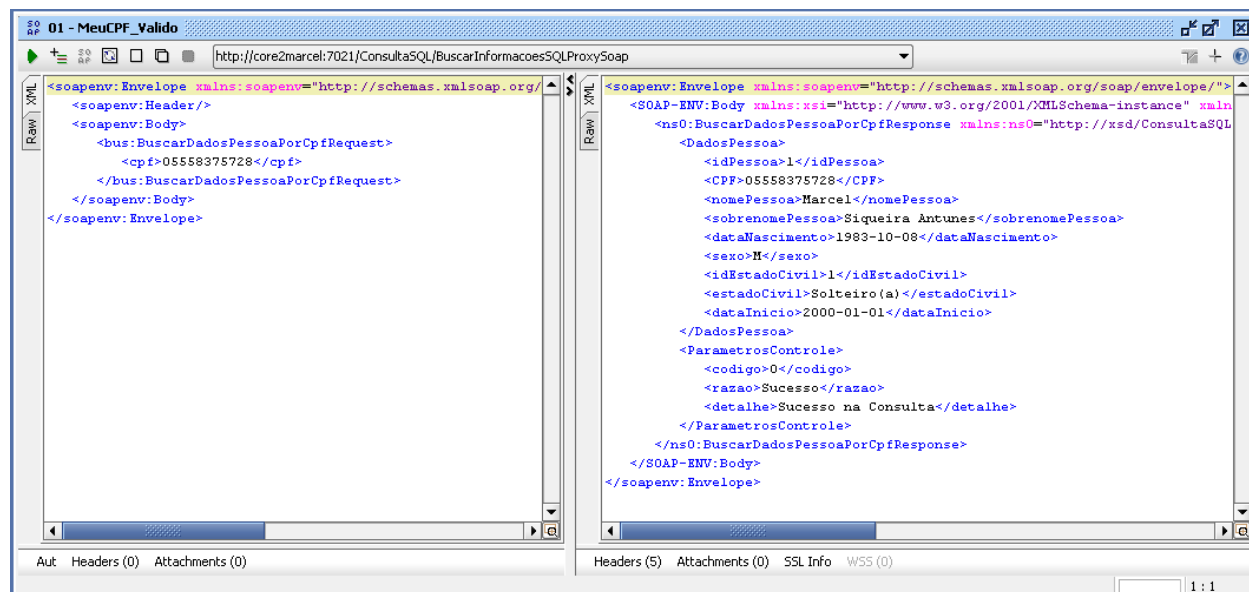 SO AP 01 - MeuCPF_Valido
SO AP http://core2marcel:7021/ConsultaSQL/BuscarInformacoesSQLProxySoap
XML
Raw
<soapenv:Envelope xmlns:soapenv="http://schemas.xmlsoap.org/
<soapenv:Header/>
<soapenv:Body>
<bus:BuscarDadosPessoaPorCpfRequest>
<cpf>05558375728</cpf>
</bus:BuscarDadosPessoaPorCpfRequest>
</soapenv:Body>
</soapenv:Envelope>
XML
Raw
<soapenv:Envelope xmlns:soapenv="http://schemas.xmlsoap.org/soap/envelope/">
<SOAP-ENV:Body xmlns:xsi="http://www.w3.org/2001/XMLSchema-instance" xmln
<ns0:BuscarDadosPessoaPorCpfResponse xmlns:ns0="http://xsd/ConsultaSQL
<DadosPessoa>
<idPessoa>1</idPessoa>
<CPF>05558375728</CPF>
<nomePessoa>Marcel</nomePessoa>
<sobrenomePessoa>Siqueira Antunes</sobrenomePessoa>
<dataNascimento>1983-10-08</dataNascimento>
<sexo>M</sexo>
<idEstadoCivil>1</idEstadoCivil>
<estadoCivil>Solteiro(a)</estadoCivil>
<dataInicio>2000-01-01</dataInicio>
</DadosPessoa>
<ParametrosControle>
<codigo>0</codigo>
<razao>Sucesso</razao>
<detalhe>Sucesso na Consulta</detalhe>
</ParametrosControle>
</ns0:BuscarDadosPessoaPorCpfResponse>
</SOAP-ENV:Body>
</soapenv:Envelope>
Aut Headers (0) Attachments (0)
Headers (5) Attachments (0) SSL Info WSS (0)
1 : 1